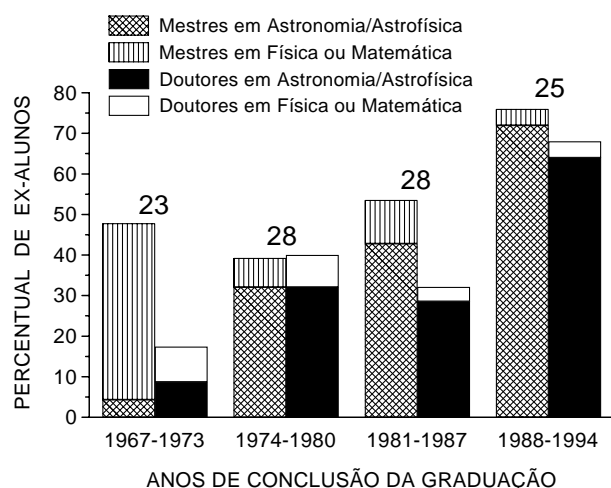 Mestres em Astronomia/Astrofísica
Mestres em Física ou Matemática
Doutores em Astronomia/Astrofísica
Doutores em Física ou Matemática
PERCENTUAL DE EX-ALUNOS
80
70
60
50
40
30
20
10
0
23
28
28
25
1967-1973 1974-1980 1981-1987 1988-1994
ANOS DE CONCLUSÃO DA GRADUAÇÃO